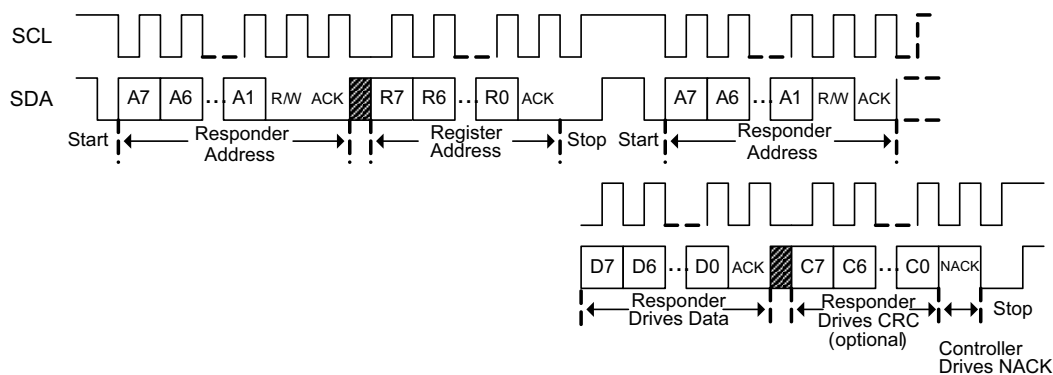 SCL
SDA
A7 A6 ... A1 R/W ACK R7 R6 ... R0 ACK A7 A6 ... A1 R/W ACK
Start Responder Address Register Address Stop Start Responder Address
D7 D6 ... D0 ACK C7 C6 ... C0 NACK
Responder Drives Data
Responder Drives CRC (optional)
Stop
Controller Drives NACK